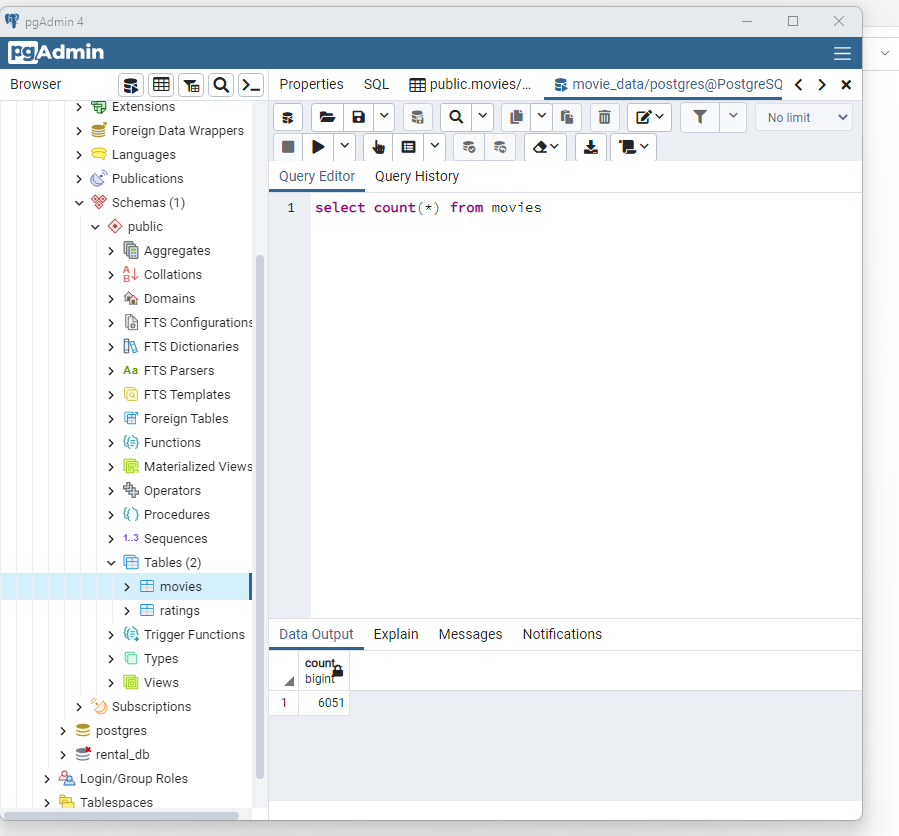 pgAdmin 4
pgAdmin
Browser
Properties
SQL
public.movies/...
movie_data/postgres@PostgreSQ
Extensions
Foreign Data Wrappers
Languages
Publications
Schemas (1)
public
Aggregates
Collations
Domains
FTS Configurations
FTS Dictionaries
Aa FTS Parsers
FTS Templates
Foreign Tables
Functions
Materialized Views
Operators
Procedures
1..3 Sequences
Tables (2)
movies
ratings
Trigger Functions
Types
Views
Subscriptions
postgres
rental_db
Login/Group Roles
Tablespaces
No limit
Query Editor
Query History
1 select count(*) from movies
Data Output
Explain
Messages
Notifications
count
bigint
1 6051